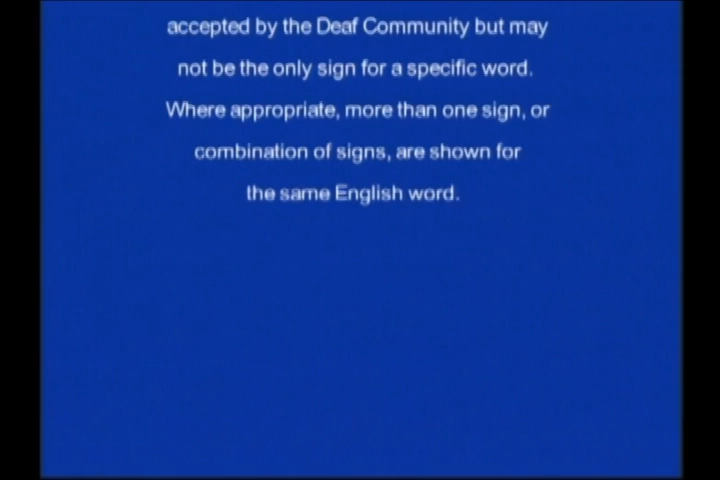 accepted by the Deaf Community but may
not be the only sign for a specific word.
Where appropriate, more than one sign, or
combination of signs, are shown for
the same English word.